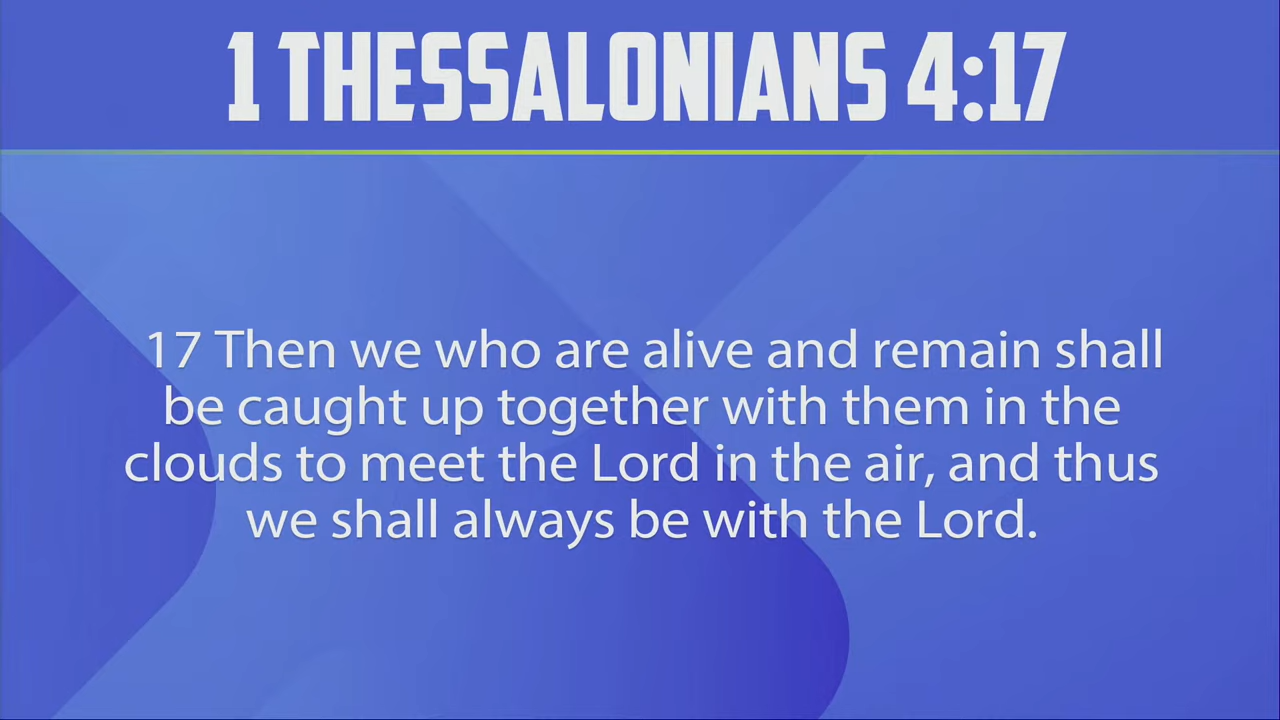 1 THESSALONIANS 4:17
17 Then we who are alive and remain shall
be caught up together with them in the
clouds to meet the Lord in the air, and thus
we shall always be with the Lord.